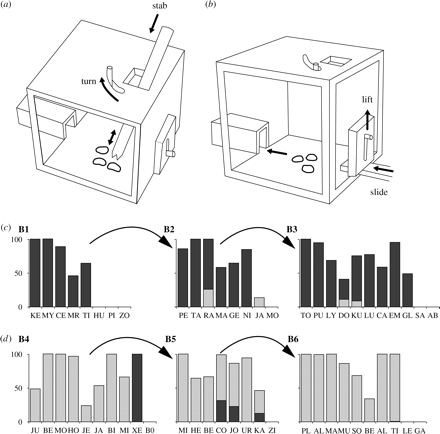 (a)
stab
turn
(b)
lift
slide
(c)
B1
B2
B3
100
50
0
KE MY CE MR TI HU PI ZO
PE TA RA MA GE NI JA MO
TO PU LY DO KU LU CA EM GL SA AB
(d)
B4
B5
B6
100
50
0
JU BE MO HO JE JA BI MI XE B0
MI HE BE CO JO UR KA ZI
PL AL MA MU SO BE AL TI LE GA